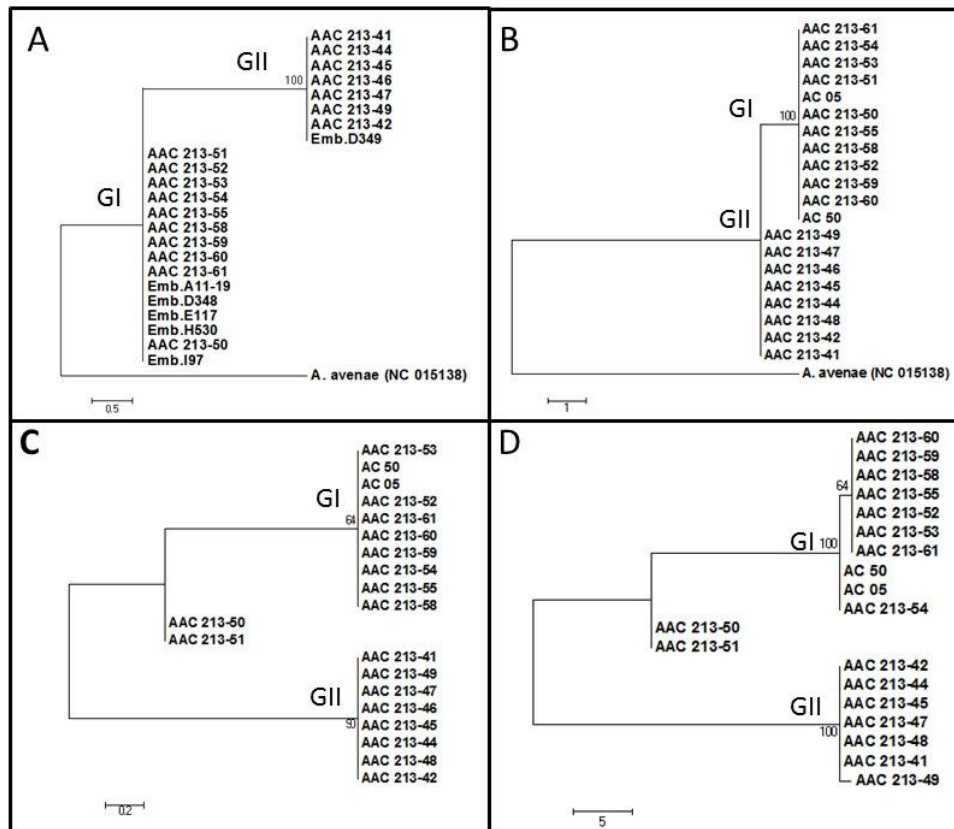 A
GII
100
AAC 213-41
AAC 213-44
AAC 213-45
AAC 213-46
AAC 213-47
AAC 213-49
AAC 213-42
Emb.D349
GI
AAC 213-51
AAC 213-52
AAC 213-53
AAC 213-54
AAC 213-55
AAC 213-58
AAC 213-59
AAC 213-60
AAC 213-61
Emb.A11-19
Emb.D348
Emb.E117
Emb.H530
AAC 213-50
Emb.I97
A. avenae (NC 015138)
0.5
B
GI
100
AAC 213-61
AAC 213-54
AAC 213-53
AAC 213-51
AC 05
AAC 213-50
AAC 213-55
AAC 213-58
AAC 213-52
AAC 213-59
AAC 213-60
AC 50
GII
AAC 213-49
AAC 213-47
AAC 213-46
AAC 213-45
AAC 213-44
AAC 213-48
AAC 213-42
AAC 213-41
A. avenae (NC 015138)
1
C
GI
64
AAC 213-53
AC 50
AC 05
AAC 213-52
AAC 213-61
AAC 213-60
AAC 213-59
AAC 213-54
AAC 213-55
AAC 213-58
AAC 213-50
AAC 213-51
GII
90
AAC 213-41
AAC 213-49
AAC 213-47
AAC 213-46
AAC 213-45
AAC 213-44
AAC 213-48
AAC 213-42
0.2
D
64
AAC 213-60
AAC 213-59
AAC 213-58
AAC 213-55
AAC 213-52
AAC 213-53
AAC 213-61
GI
100
AC 50
AC 05
AAC 213-54
AAC 213-50
AAC 213-51
GII
100
AAC 213-42
AAC 213-44
AAC 213-45
AAC 213-47
AAC 213-48
AAC 213-41
AAC 213-49
5